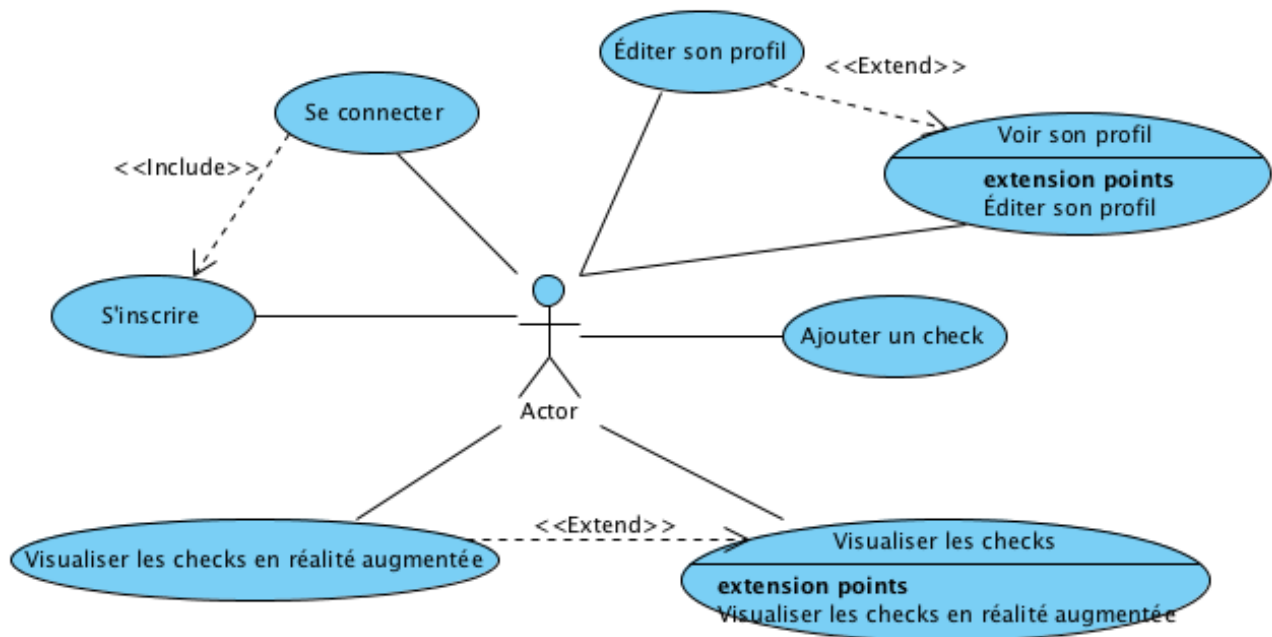 Éditer son profil
<<Extend>>
Se connecter
Voir son profil
<<Include>>
extension points
Éditer son profil
S'inscrire
Ajouter un check
Actor
<<Extend>>
Visualiser les checks
Visualiser les checks en réalité augmentée
extension points
Visualiser les checks en réalité augmentée